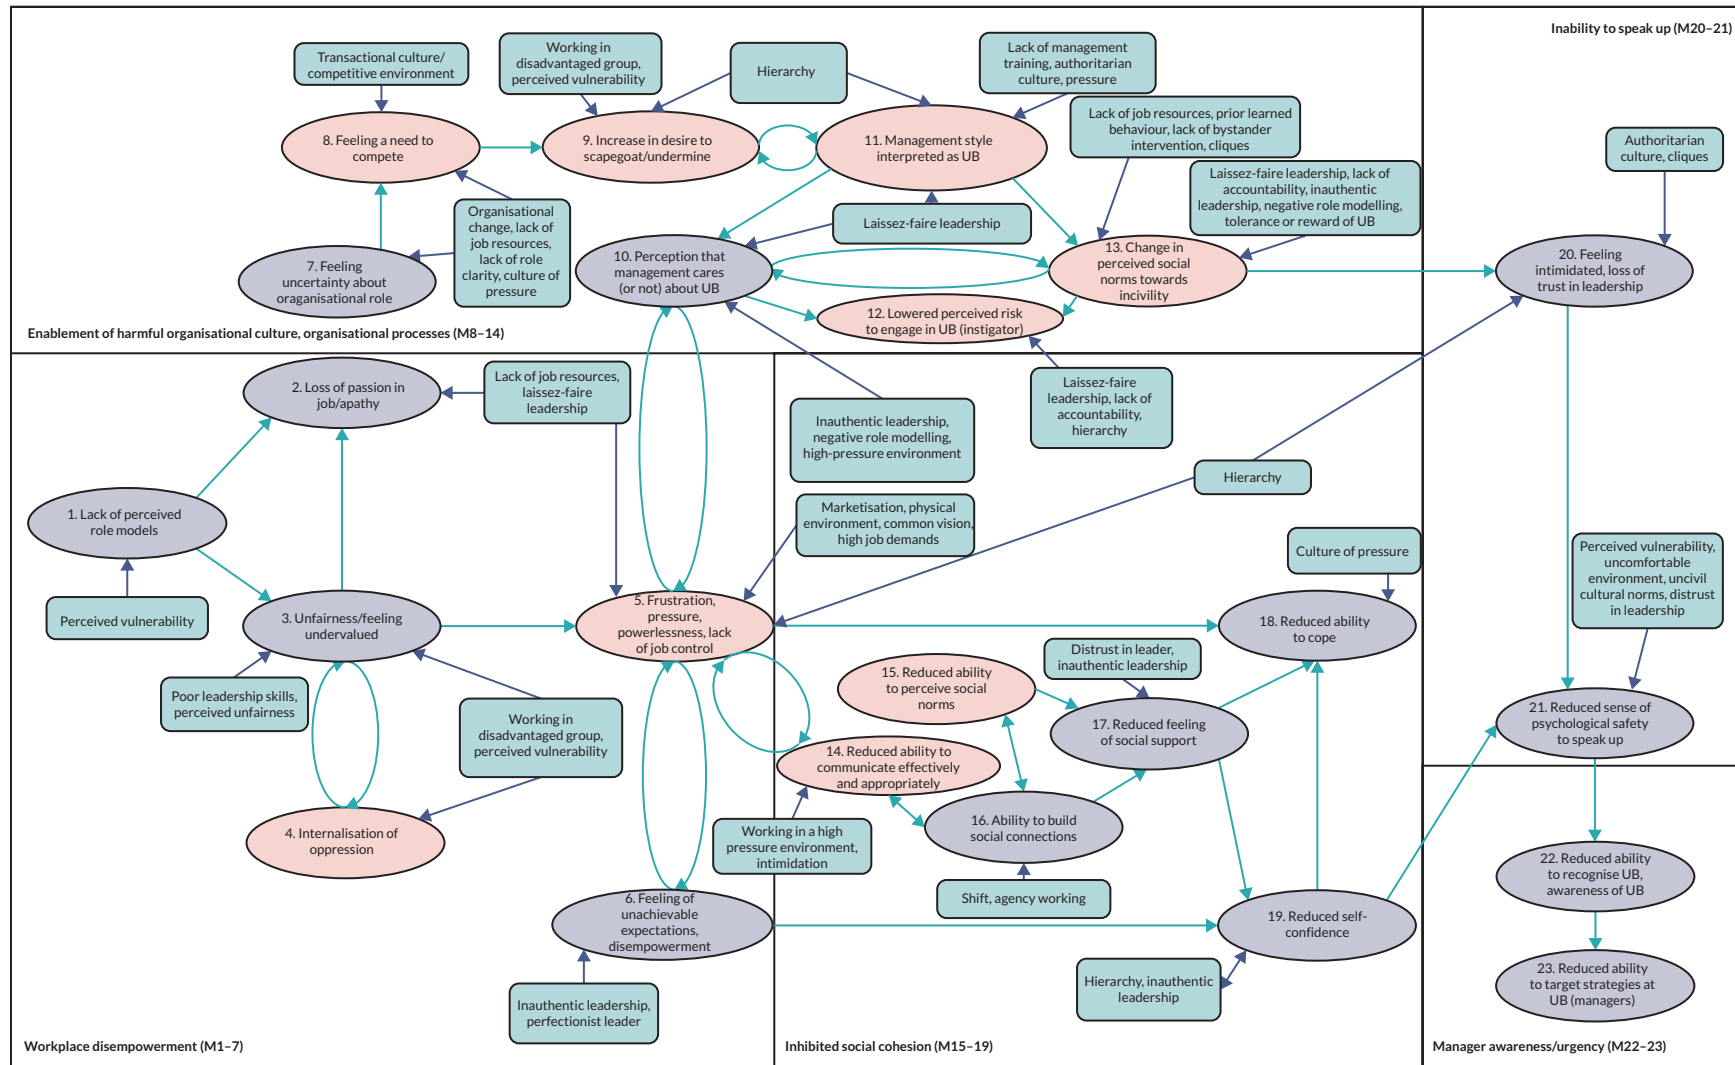 Inability to speak up (M20–21)
Transactional culture/
competitive environment
Working in
disadvantaged group,
perceived vulnerability
Hierarchy
Lack of management
training, authoritarian
culture, pressure
Lack of job resources, prior learned
behaviour, lack of bystander
intervention, cliques
Authoritarian
culture, cliques
8. Feeling a need to
compete
9. Increase in desire to
scapegoat/undermine
11. Management style
interpreted as UB
Laissez-faire leadership, lack of
accountability, inauthentic
leadership, negative role modelling,
tolerance or reward of UB
Organisational
change, lack of
job resources,
lack of role
clarity, culture of
pressure
Laissez-faire leadership
7. Feeling
uncertainty about
oraganisational role
10. Perception that
management cares
(or not) about UB
13. Change in
perceived social
norms towards
incivility
20. Feeling
intimidated, loss of
trust in leadership
12. Lowered perceived risk
to engage in UB (instigator)
Enablement of harmful organisational culture, organisational processes (M8–14)
2. Loss of passion in
job/apathy
Lack of job resources,
laissez-faire
leadership
Inauthentic leadership,
negative role modelling,
high-pressure environment
Laissez-faire
leadership, lack of
accountability,
hierarchy
Hierarchy
1. Lack of perceived
role models
Marketisation, physical
environment, common vision,
high job demands
Culture of pressure
Perceived vulnerability,
uncomfortable
environment, uncivil
cultural norms, distrust
in leadership
Perceived vulnerability
3. Unfairness/feeling
undervalued
5. Frustration,
pressure,
powerlessness, lack
of job control
18. Reduced ability
to cope
Distrust in leader,
inauthentic leadership
Poor leadership skills,
perceived unfairness
15. Reduced ability
to perceive social
norms
Working in
disadvantaged group,
perceived vulnerability
17. Reduced feeling
of social support
21. Reduced sense of
psychological safety
to speak up
14. Reduced ability to
communicate effectively
and appropriately
4. Internalisation of
oppression
Working in a high
pressure environment,
intimidation
16. Ability to build
social connections
22. Reduced ability
to recognise UB,
awareness of UB
Shift, agency working
6. Feeling of
unachievable
expectations,
disempowerment
19. Reduced self-
confidence
Inauthentic leadership,
perfectionist leader
Hierarchy, inauthentic
leadership
23. Reduced ability
to target strategies at
UB (managers)
Workplace disempowerment (M1–7)
Inhibited social cohesion (M15–19)
Manager awareness/urgency (M22–23)